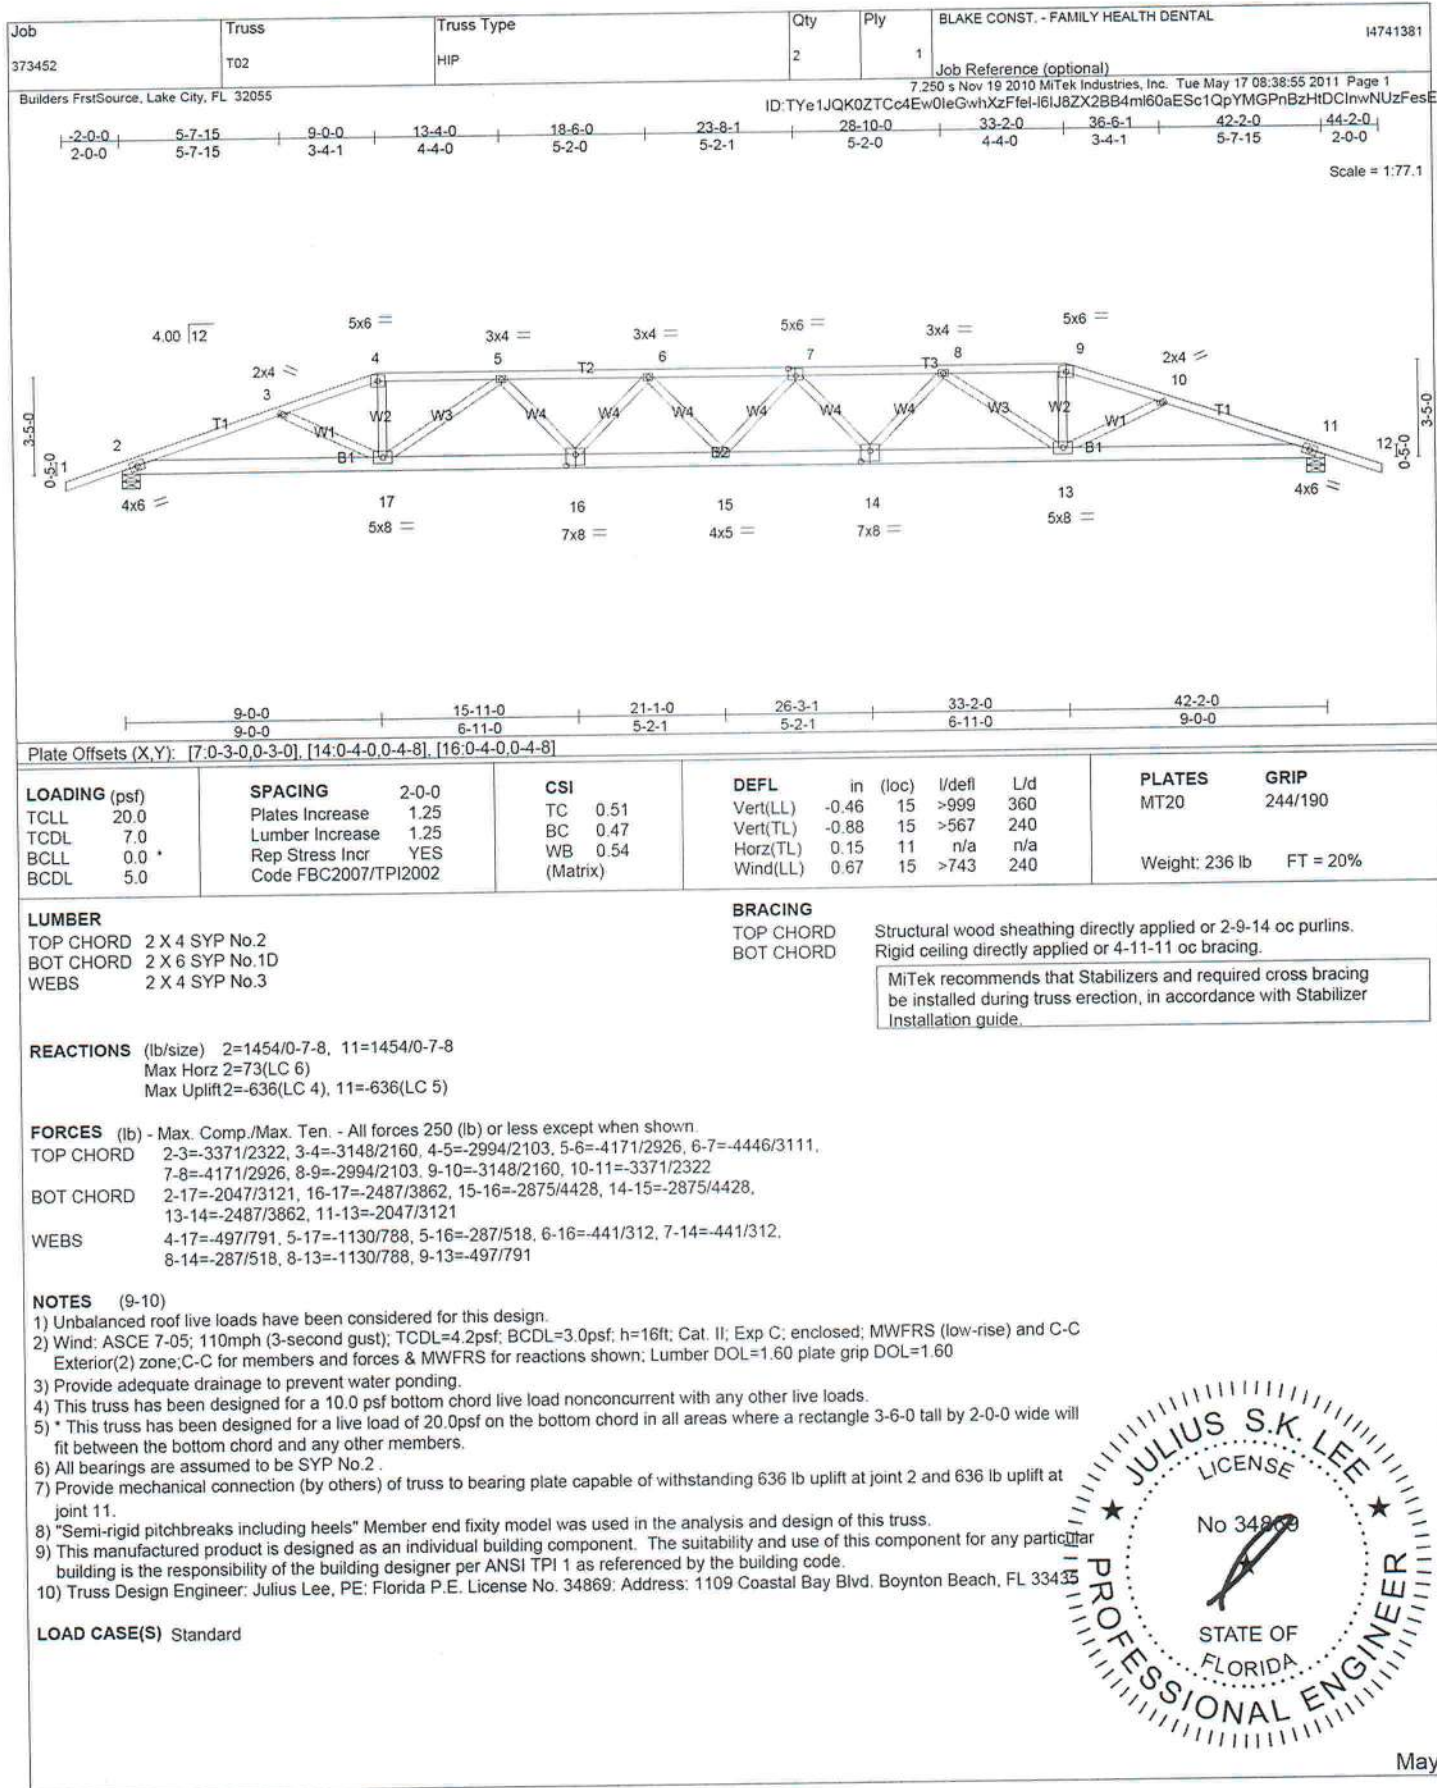 Job Truss Truss Type Qty Ply BLAKE CONST. - FAMILY HEALTH DENTAL
I4741381
373452 T02 HIP 2 1
Job Reference (optional)
Builders FrstSource, Lake City, FL 32055 7.250 s Nov 19 2010 MiTek Industries, Inc. Tue May 17 08:38:55 2011 Page 1
-2-0-0 5-7-15 9-0-0 13-4-0 18-6-0 23-8-1 28-10-0 33-2-0 36-6-1 42-2-0 44-2-0
2-0-0 5-7-15 3-4-1 4-4-0 5-2-0 5-2-1 5-2-0 4-4-0 3-4-1 5-7-15 2-0-0
Scale = 1:77.1
4.00 12 5x6 = 3x4 = 3x4 = 5x6 = 3x4 = 5x6 =
2x4 = 4 5 T2 6 7 T3 8 9 2x4 =
3 10
3-5-0 T1 W1 W2 W3 W4 W4 W4 W4 W4 W4 W3 W2 W1 T1 3-5-0
2 11
0-5-0 1 B1 B2 B1 12 0-5-0
4x6 = 17 16 15 14 13 4x6 =
5x8 = 7x8 = 4x5 = 7x8 = 5x8 =
9-0-0 15-11-0 21-1-0 26-3-1 33-2-0 42-2-0
9-0-0 6-11-0 5-2-1 5-2-1 6-11-0 9-0-0
Plate Offsets (X,Y): [7:0-3-0,0-3-0], [14:0-4-0,0-4-8], [16:0-4-0,0-4-8]
LOADING (psf) SPACING 2-0-0 CSI DEFL in (loc) l/defl L/d PLATES GRIP
TCLL 20.0 Plates Increase 1.25 TC 0.51 Vert(LL) -0.46 15 >999 360 MT20 244/190
TCDL 7.0 Lumber Increase 1.25 BC 0.47 Vert(TL) -0.88 15 >567 240
BCLL 0.0 * Rep Stress Incr YES WB 0.54 Horz(TL) 0.15 11 n/a n/a
BCDL 5.0 Code FBC2007/TPI2002 (Matrix) Wind(LL) 0.67 15 >743 240 Weight: 236 lb FT = 20%
LUMBER
TOP CHORD 2 X 4 SYP No.2
BOT CHORD 2 X 6 SYP No.1D
WEBS 2 X 4 SYP No.3
BRACING
TOP CHORD Structural wood sheathing directly applied or 2-9-14 oc purlins.
BOT CHORD Rigid ceiling directly applied or 4-11-11 oc bracing.
MiTek recommends that Stabilizers and required cross bracing
be installed during truss erection, in accordance with Stabilizer
Installation guide.
REACTIONS (lb/size) 2=1454/0-7-8, 11=1454/0-7-8
Max Horz 2=73(LC 6)
Max Uplift2=-636(LC 4), 11=-636(LC 5)
FORCES (lb) - Max. Comp./Max. Ten. - All forces 250 (lb) or less except when shown.
TOP CHORD 2-3=-3371/2322, 3-4=-3148/2160, 4-5=-2994/2103, 5-6=-4171/2926, 6-7=-4446/3111,
7-8=-4171/2926, 8-9=-2994/2103, 9-10=-3148/2160, 10-11=-3371/2322
BOT CHORD 2-17=-2047/3121, 16-17=-2487/3862, 15-16=-2875/4428, 14-15=-2875/4428,
13-14=-2487/3862, 11-13=-2047/3121
WEBS 4-17=-497/791, 5-17=-1130/788, 5-16=-287/518, 6-16=-441/312, 7-14=-441/312,
8-14=-287/518, 8-13=-1130/788, 9-13=-497/791
NOTES (9-10)
1) Unbalanced roof live loads have been considered for this design.
2) Wind: ASCE 7-05; 110mph (3-second gust); TCDL=4.2psf; BCDL=3.0psf; h=16ft; Cat. II; Exp C; enclosed; MWFRS (low-rise) and C-C
Exterior(2) zone;C-C for members and forces & MWFRS for reactions shown; Lumber DOL=1.60 plate grip DOL=1.60
3) Provide adequate drainage to prevent water ponding.
4) This truss has been designed for a 10.0 psf bottom chord live load nonconcurrent with any other live loads.
5) * This truss has been designed for a live load of 20.0psf on the bottom chord in all areas where a rectangle 3-6-0 tall by 2-0-0 wide will
fit between the bottom chord and any other members.
6) All bearings are assumed to be SYP No.2 .
7) Provide mechanical connection (by others) of truss to bearing plate capable of withstanding 636 lb uplift at joint 2 and 636 lb uplift at
joint 11.
8) "Semi-rigid pitchbreaks including heels" Member end fixity model was used in the analysis and design of this truss.
9) This manufactured product is designed as an individual building component. The suitability and use of this component for any particular
building is the responsibility of the building designer per ANSI TPI 1 as referenced by the building code.
10) Truss Design Engineer: Julius Lee, PE: Florida P.E. License No. 34869: Address: 1109 Coastal Bay Blvd. Boynton Beach, FL 33435
LOAD CASE(S) Standard
JULIUS S.K. LEE
LICENSE
No 34869
STATE OF
FLORIDA
PROFESSIONAL ENGINEER
May